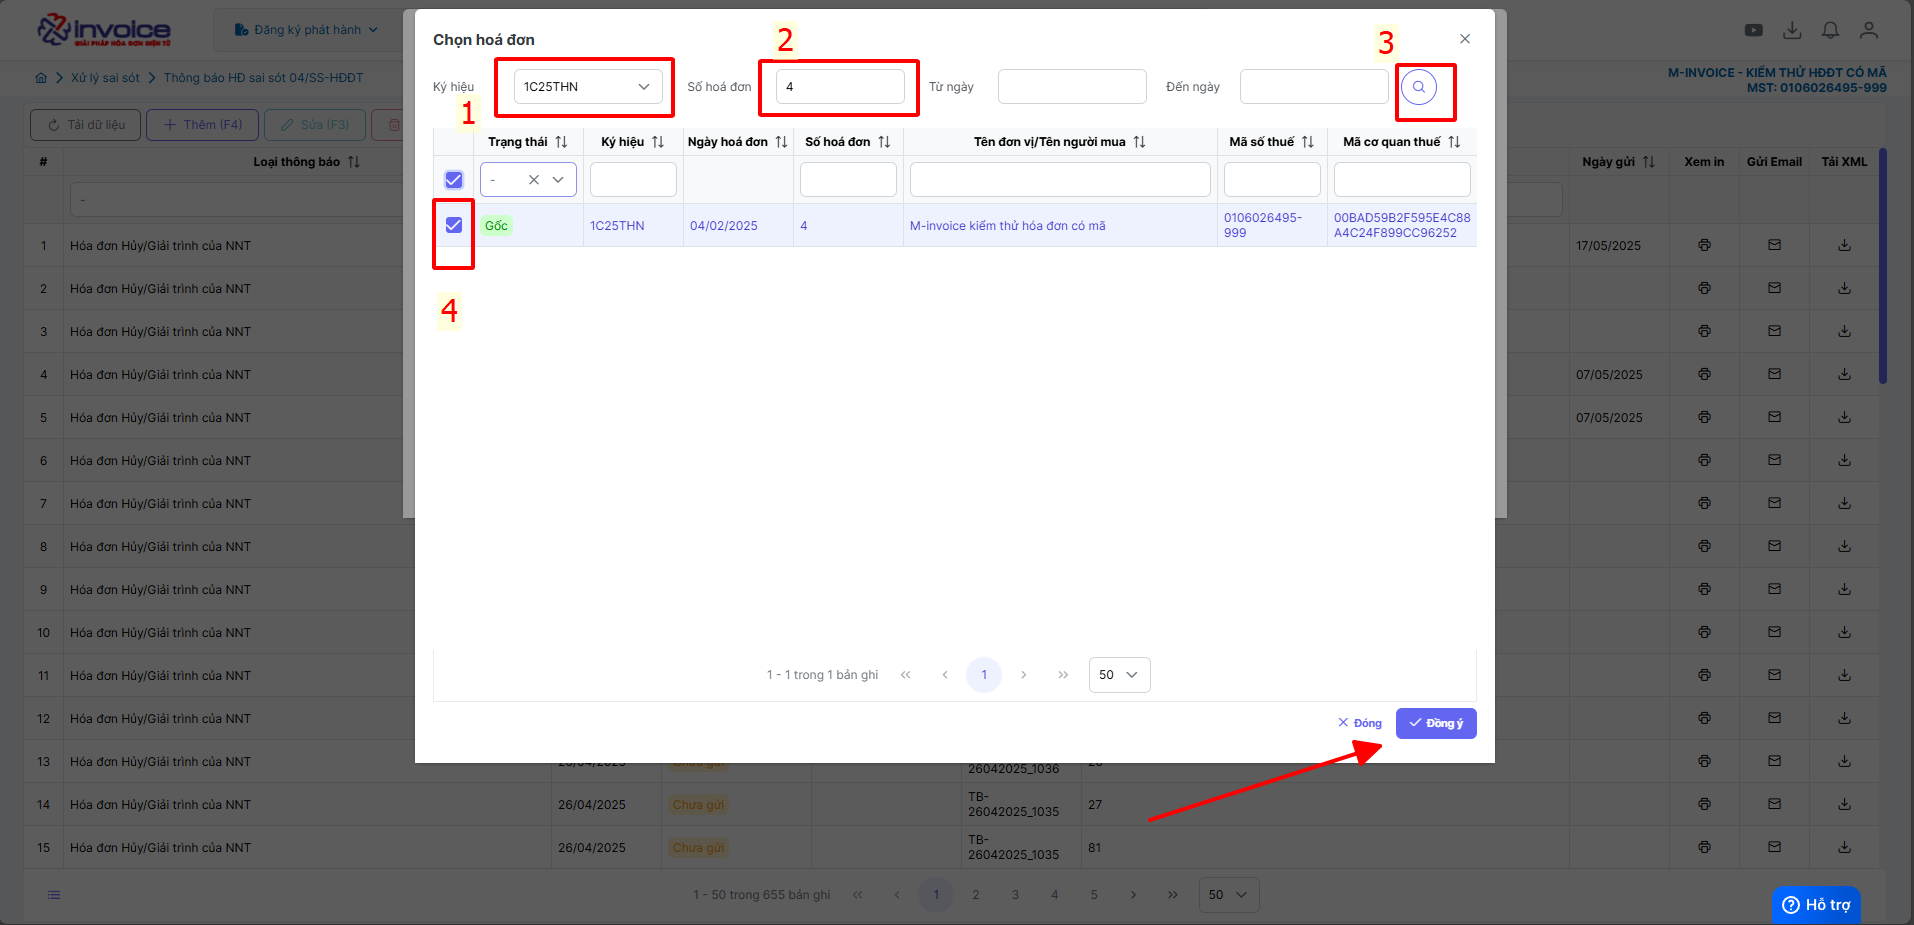 invoice
GIẢI PHÁP HÓA ĐƠN ĐIỆN TỬ
Đăng ký phát hành
Xử lý sai sót
Thông báo HĐ sai sót 04/SS-HĐĐT
M-INVOICE - KIỂM THỬ HĐĐT CÓ MÃ
MST: 0106026495-999
Tải dữ liệu
Thêm (F4)
Sửa (F3)
Chọn hoá đơn
2
3
Ký hiệu
1C25THN
Số hoá đơn
4
Từ ngày
Đến ngày
1
Trạng thái
Ký hiệu
Ngày hoá đơn
Số hoá đơn
Tên đơn vị/Tên người mua
Mã số thuế
Mã cơ quan thuế
-
Gốc
1C25THN
04/02/2025
4
M-invoice kiểm thử hóa đơn có mã
0106026495-
999
00BAD59B2F595E4C88
A4C24F899CC96252
4
1 - 1 trong 1 bản ghi
1
50
Đóng
Đồng ý
#
Loại thông báo
Ngày gửi
Xem in
Gửi Email
Tải XML
-
1
Hóa đơn Hủy/Giải trình của NNT
17/05/2025
2
Hóa đơn Hủy/Giải trình của NNT
3
Hóa đơn Hủy/Giải trình của NNT
4
Hóa đơn Hủy/Giải trình của NNT
07/05/2025
5
Hóa đơn Hủy/Giải trình của NNT
07/05/2025
6
Hóa đơn Hủy/Giải trình của NNT
7
Hóa đơn Hủy/Giải trình của NNT
8
Hóa đơn Hủy/Giải trình của NNT
9
Hóa đơn Hủy/Giải trình của NNT
10
Hóa đơn Hủy/Giải trình của NNT
11
Hóa đơn Hủy/Giải trình của NNT
12
Hóa đơn Hủy/Giải trình của NNT
13
Hóa đơn Hủy/Giải trình của NNT
26042025_1036
14
Hóa đơn Hủy/Giải trình của NNT
26/04/2025
Chưa gửi
TB-
26042025_1035
27
15
Hóa đơn Hủy/Giải trình của NNT
26/04/2025
Chưa gửi
TB-
26042025_1035
81
1 - 50 trong 655 bản ghi
1
2
3
4
5
50
Hỗ trợ